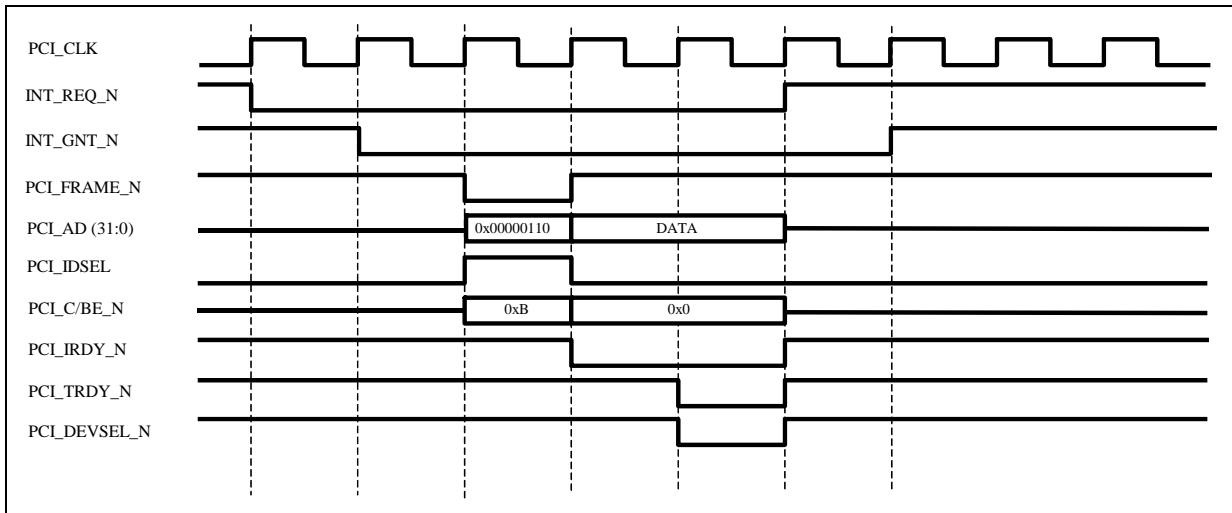 PCI_CLK
INT_REQ_N
INT_GNT_N
PCI_FRAME_N
PCI_AD (31:0) 0x00000110 DATA
PCI_IDSEL
PCI_C/BE_N 0xB 0x0
PCI_IRDY_N
PCI_TRDY_N
PCI_DEVSEL_N